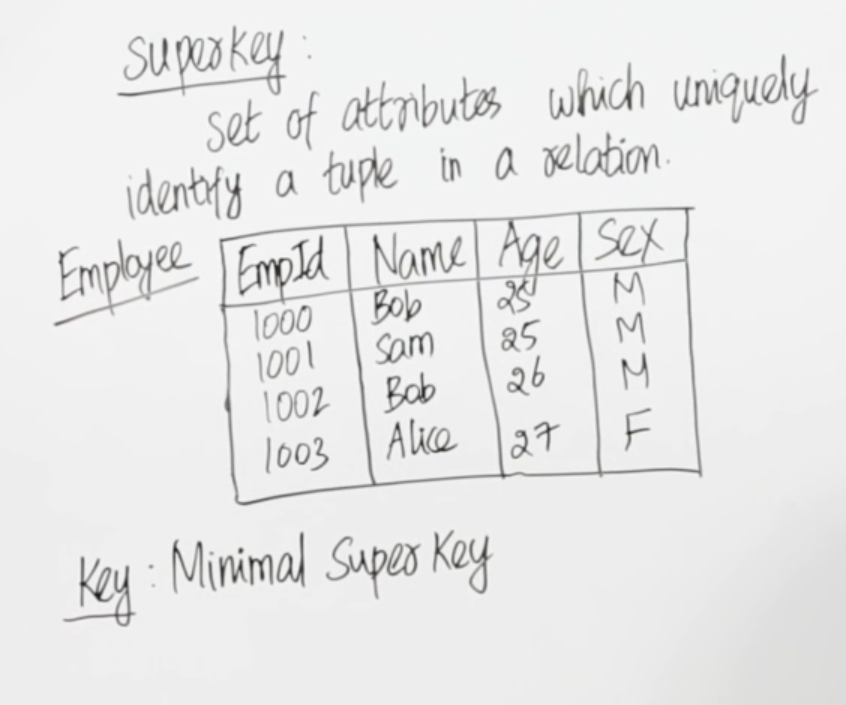 Superkey :
set of attributes which uniquely
identify a tuple in a relation.
Employee
EmpId Name Age Sex
1000 Bob 25 M
1001 Sam 25 M
1002 Bob 26 M
1003 Alice 27 F
Key : Minimal Super Key